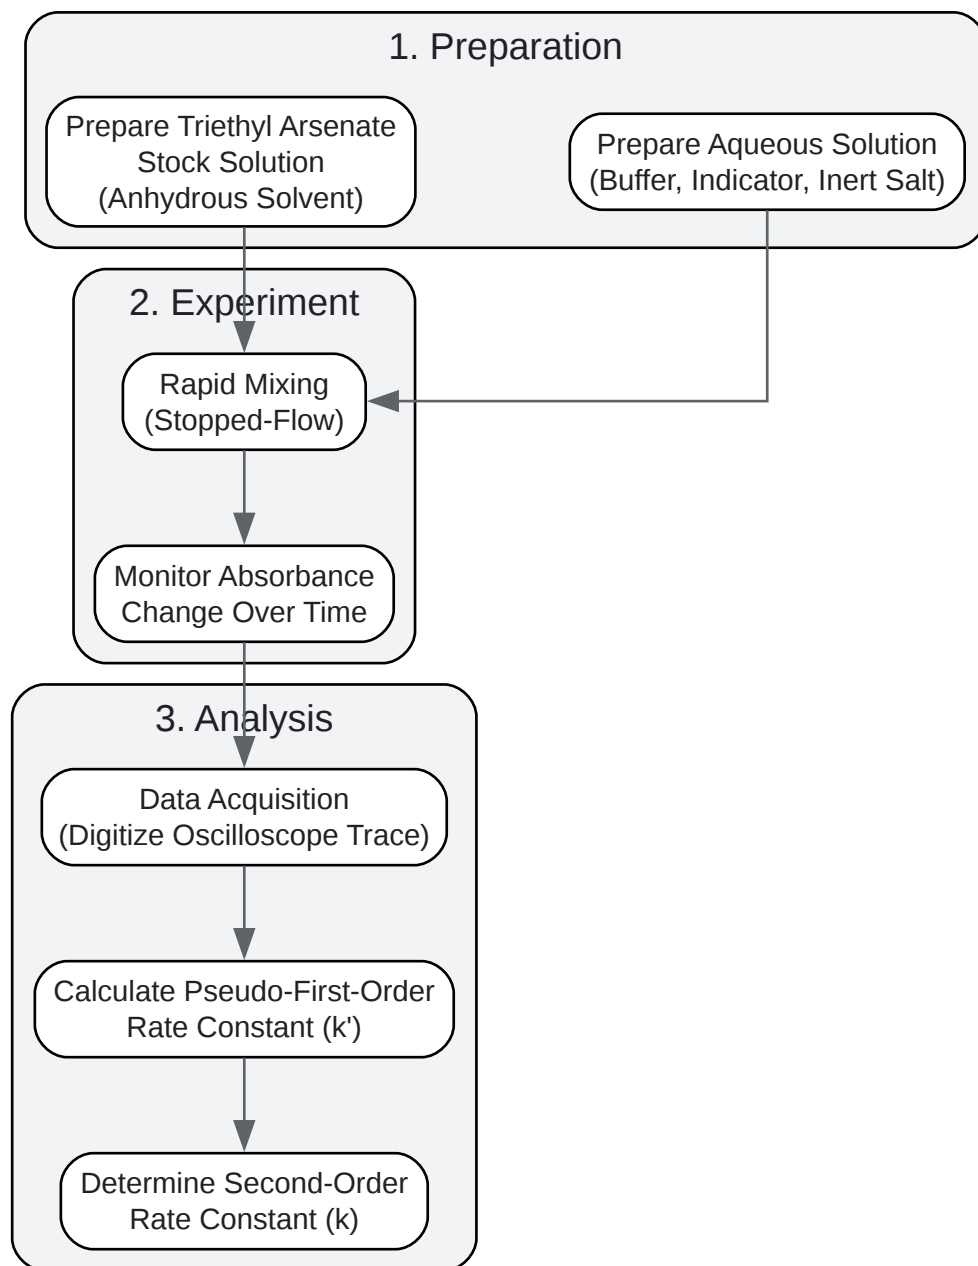 1. Preparation
Prepare Triethyl Arsenate
Stock Solution
(Anhydrous Solvent)
Prepare Aqueous Solution
(Buffer, Indicator, Inert Salt)
2. Experiment
Rapid Mixing
(Stopped-Flow)
Monitor Absorbance
Change Over Time
3. Analysis
Data Acquisition
(Digitize Oscilloscope Trace)
Calculate Pseudo-First-Order
Rate Constant (k')
Determine Second-Order
Rate Constant (k)